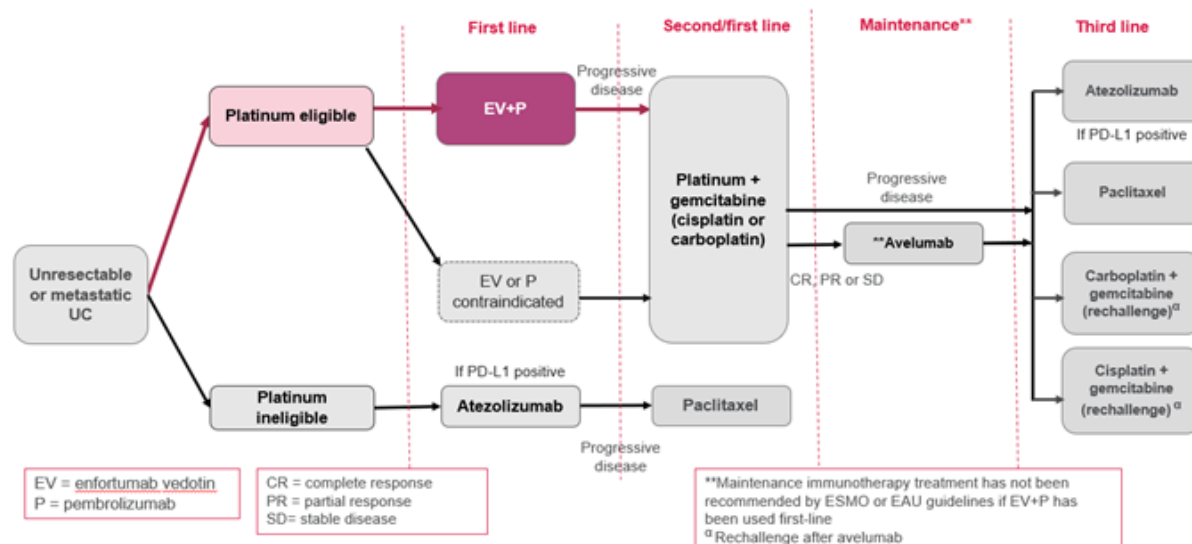 First line
Second/first line
Maintenance**
Third line
Unresectable
or metastatic
UC
Platinum eligible
EV+P
Progressive
disease
EV or P
contraindicated
Platinum
ineligible
If PD-L1 positive
Atezolizumab
Progressive
disease
Platinum +
gemcitabine
(cisplatin or
carboplatin)
Paclitaxel
Progressive
disease
CR, PR or SD
**Avelumab
Atezolizumab
If PD-L1 positive
Paclitaxel
Carboplatin +
gemcitabine
(rechallenge)α
Cisplatin +
gemcitabine
(rechallenge) α
EV = enfortumab vedotin
P = pembrolizumab
CR = complete response
PR = partial response
SD= stable disease
**Maintenance immunotherapy treatment has not been
recommended by ESMO or EAU guidelines if EV+P has
been used first-line
α Rechallenge after avelumab